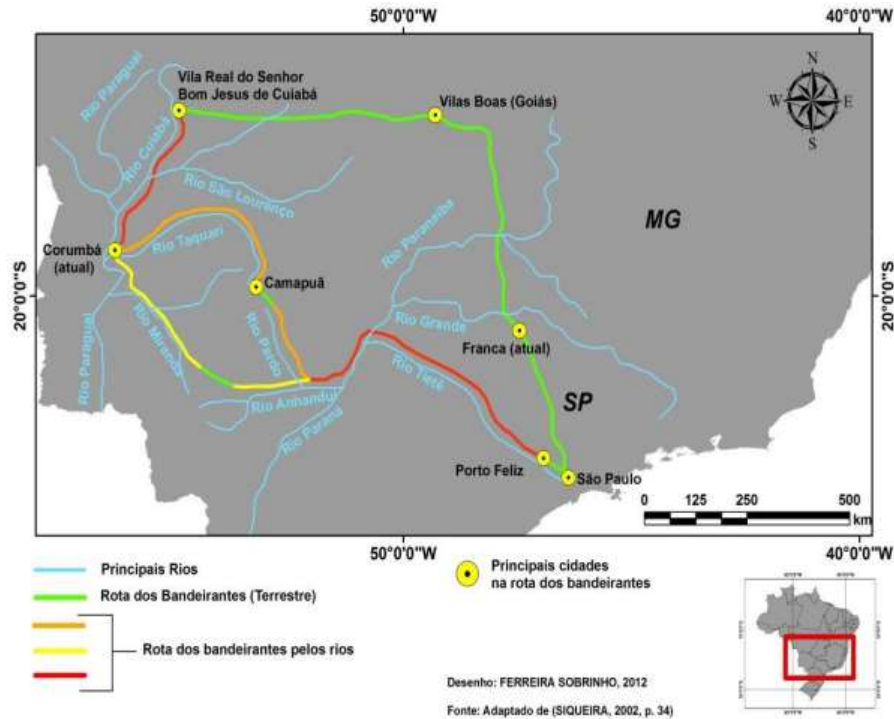 50°0'0"W
40°0'0"W
20°0'0"S
20°0'0"S
N
W
E
S
Vila Real do Senhor
Bom Jesus de Cuiabá
Vilas Boas (Goiás)
Rio Paraguai
Rio Cuiabá
Rio São Lourenço
MG
Rio Paranaíba
Corumbá
(atual)
Rio Taquari
Camapuã
Rio Paraguai
Rio Miranda
Rio Pardo
Rio Grande
Franca (atual)
Rio Tietê
SP
Rio Anhanduí
Rio Paraná
Porto Feliz
São Paulo
0 125 250 500
km
50°0'0"W
40°0'0"W
Principais Rios
Rota dos Bandeirantes (Terrestre)
Rota dos bandeirantes pelos rios
Principais cidades
na rota dos bandeirantes
Desenho: FERREIRA SOBRINHO, 2012
Fonte: Adaptado de (SIQUEIRA, 2002, p. 34)